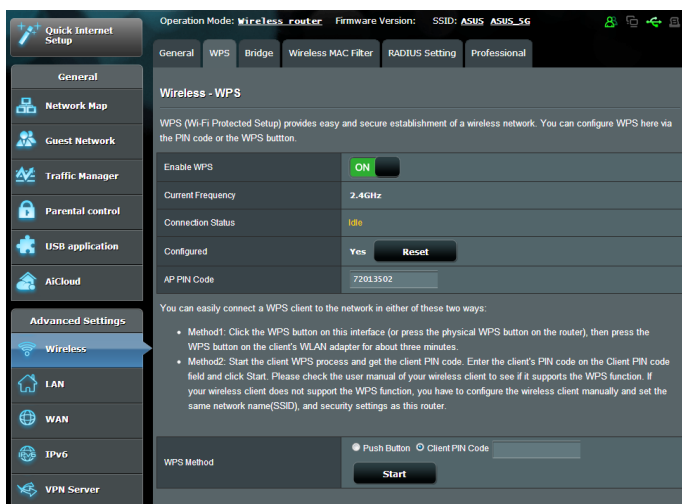 Quick Internet
Setup
Operation Mode: Wireless router Firmware Version: SSID: ASUS ASUS_5G
General WPS Bridge Wireless MAC Filter RADIUS Setting Professional
General
Network Map
Guest Network
Traffic Manager
Parental control
USB application
AiCloud
Advanced Settings
Wireless
LAN
WAN
IPv6
VPN Server
Wireless - WPS
WPS (Wi-Fi Protected Setup) provides easy and secure establishment of a wireless network. You can configure WPS here via
the PIN code or the WPS buttton.
Enable WPS ON
Current Frequency 2.4GHz
Connection Status Idle
Configured Yes Reset
AP PIN Code 72013502
You can easily connect a WPS client to the network in either of these two ways:
• Method1: Click the WPS button on this interface (or press the physical WPS button on the router), then press the
WPS button on the client's WLAN adapter for about three minutes.
• Method2: Start the client WPS process and get the client PIN code. Enter the client's PIN code on the Client PIN code
field and click Start. Please check the user manual of your wireless client to see if it supports the WPS function. If
your wireless client does not support the WPS function, you have to configure the wireless client manually and set the
same network name(SSID), and security settings as this router.
WPS Method Push Button Client PIN Code
Start